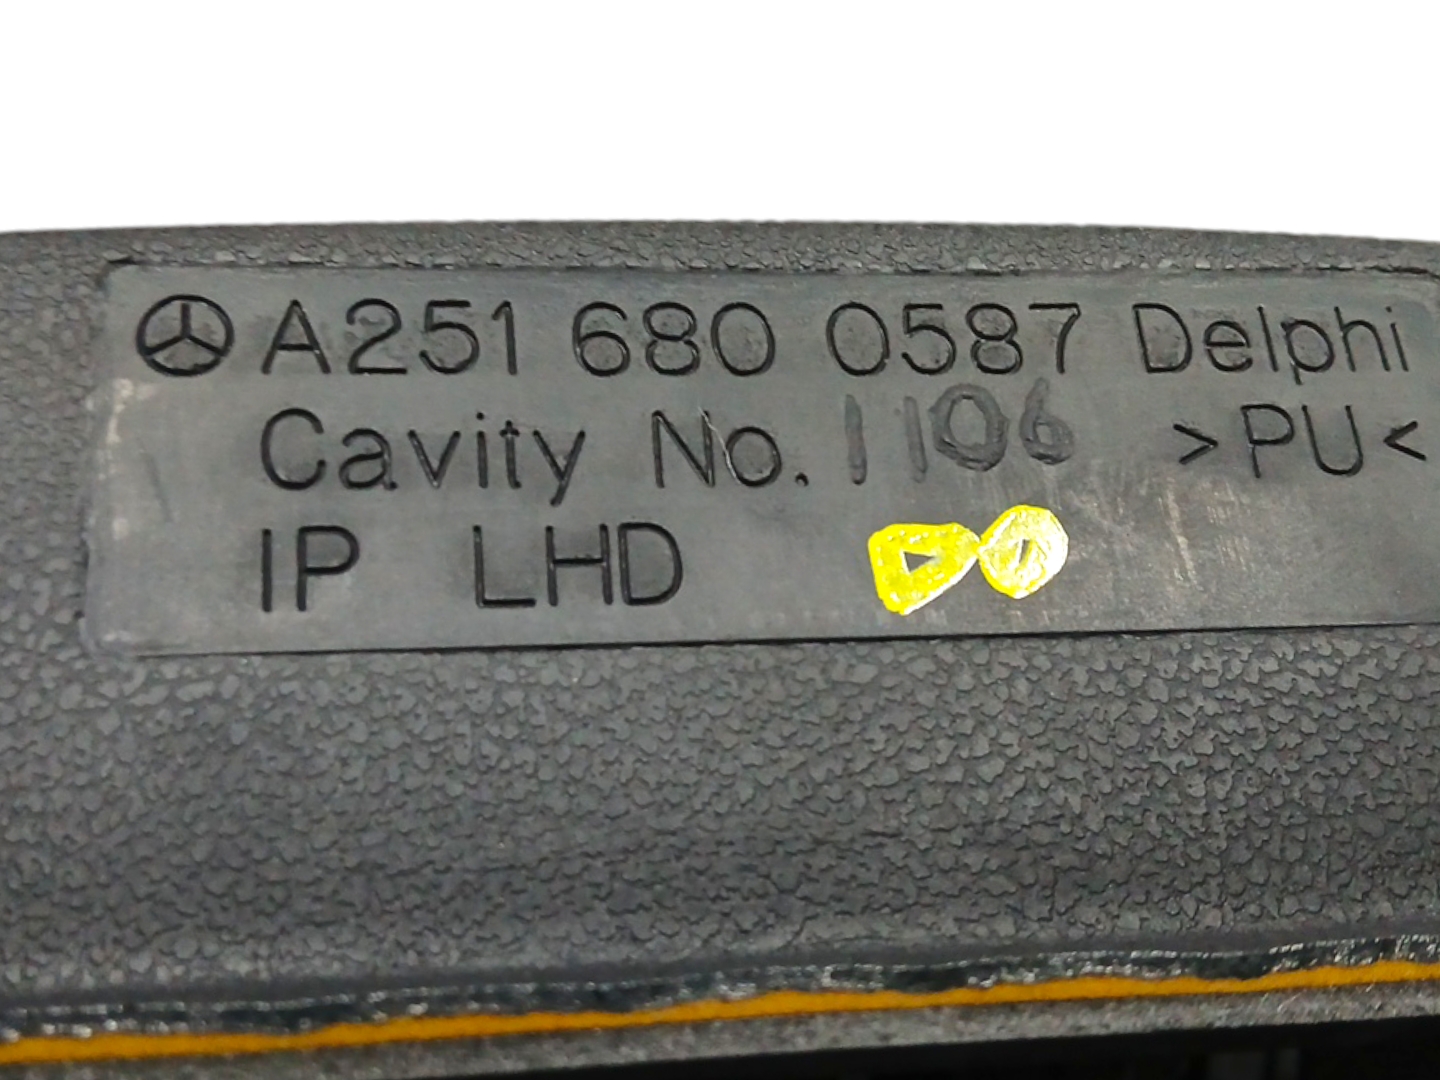 A251 680 0587 Delphi
Cavity No. 1106 >PU<
IP LHD